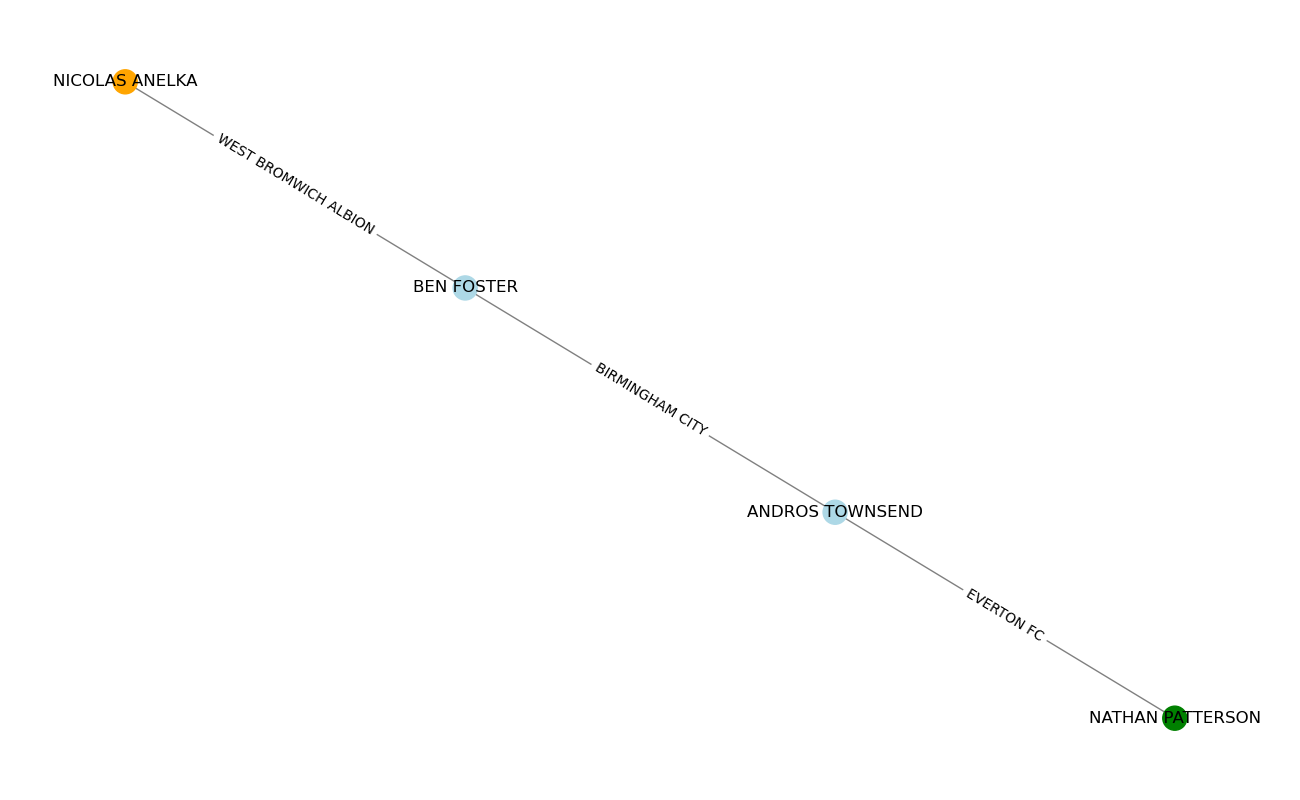 NICOLAS ANELKA
WEST BROMWICH ALBION
BEN FOSTER
BIRMINGHAM CITY
ANDROS TOWNSEND
EVERTON FC
NATHAN PATTERSON